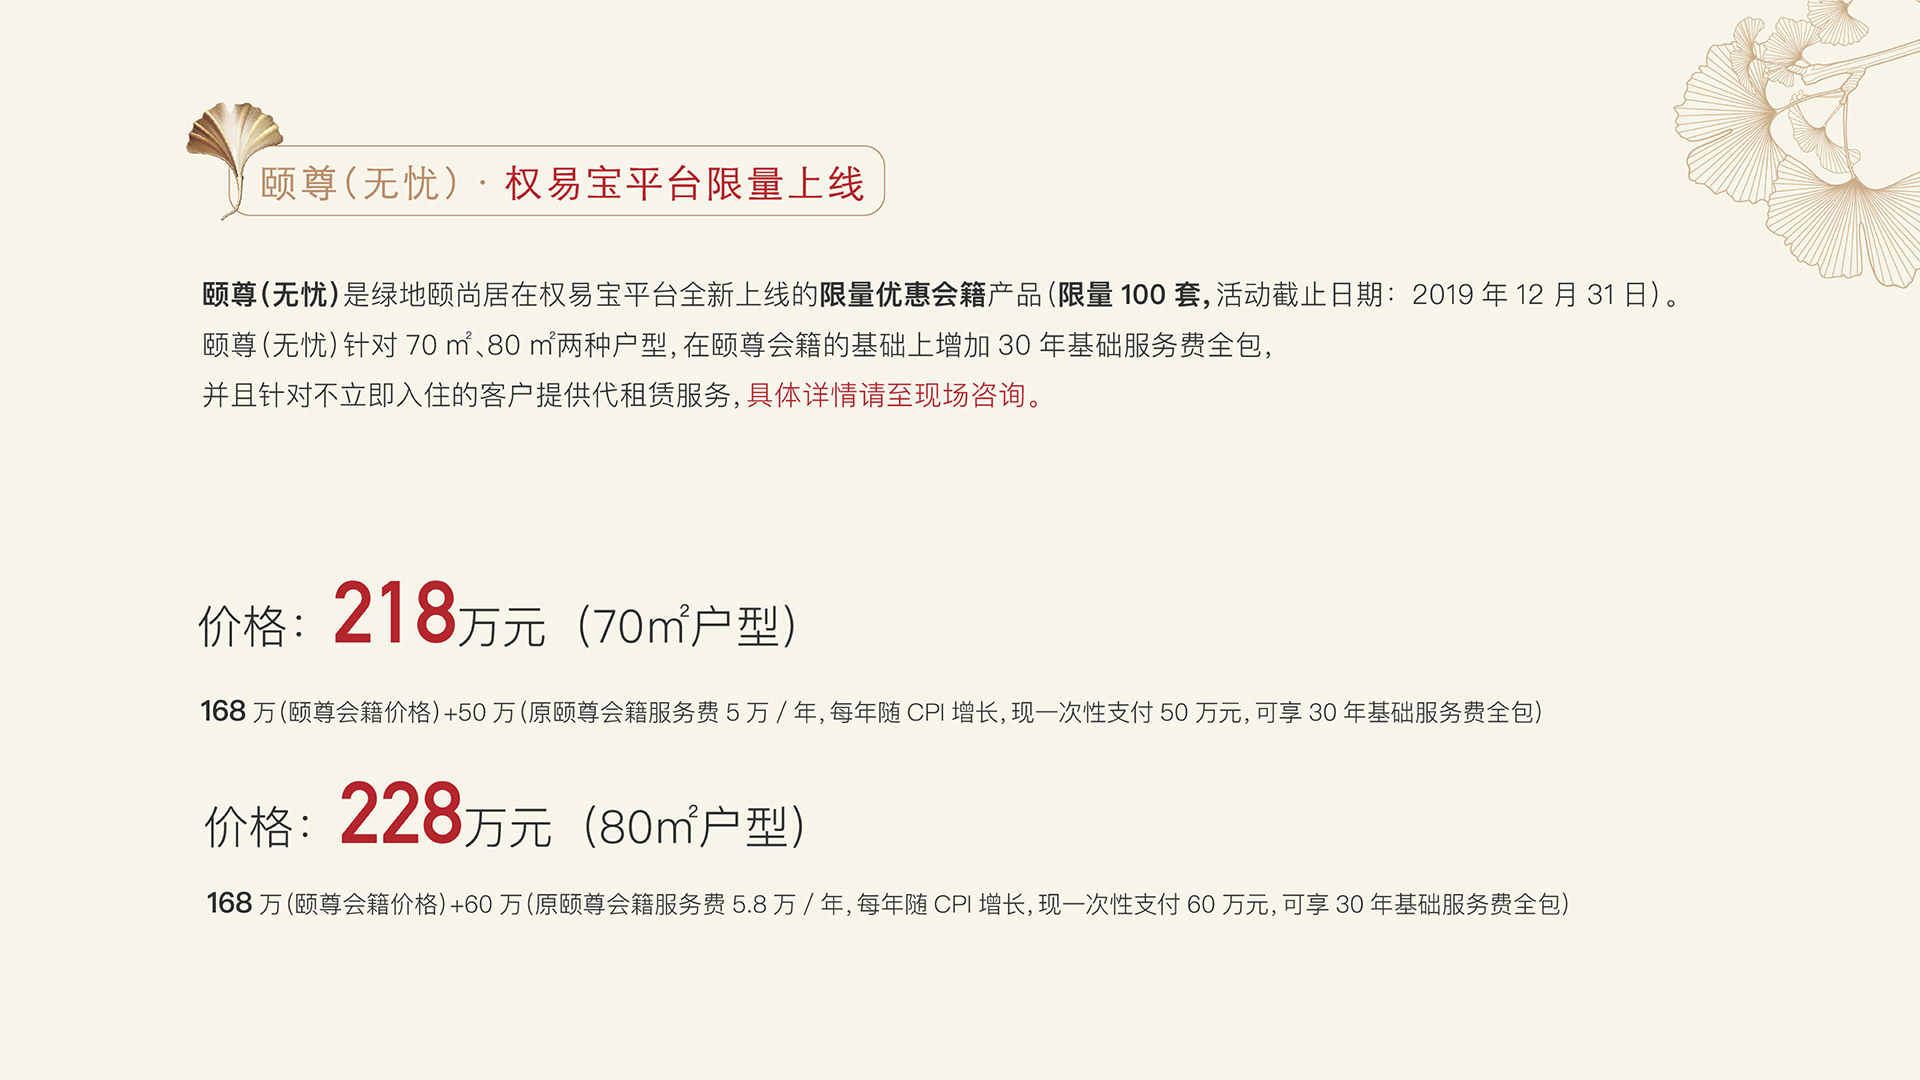 颐尊(无忧)·权易宝平台限量上线
颐尊(无忧)是绿地颐尚居在权易宝平台全新上线的限量优惠会籍产品(限量 100 套,活动截止日期: 2019 年 12 月 31 日)。
颐尊(无忧)针对 70 ㎡、80 ㎡两种户型,在颐尊会籍的基础上增加 30 年基础服务费全包,
并且针对不立即入住的客户提供代租赁服务,具体详情请至现场咨询。
价格: 218万元 (70㎡户型)
168 万(颐尊会籍价格)+50 万(原颐尊会籍服务费 5 万 / 年,每年随 CPI 增长,现一次性支付 50 万元,可享 30 年基础服务费全包)
价格: 228万元 (80㎡户型)
168 万(颐尊会籍价格)+60 万(原颐尊会籍服务费 5.8 万 / 年,每年随 CPI 增长,现一次性支付 60 万元,可享 30 年基础服务费全包)